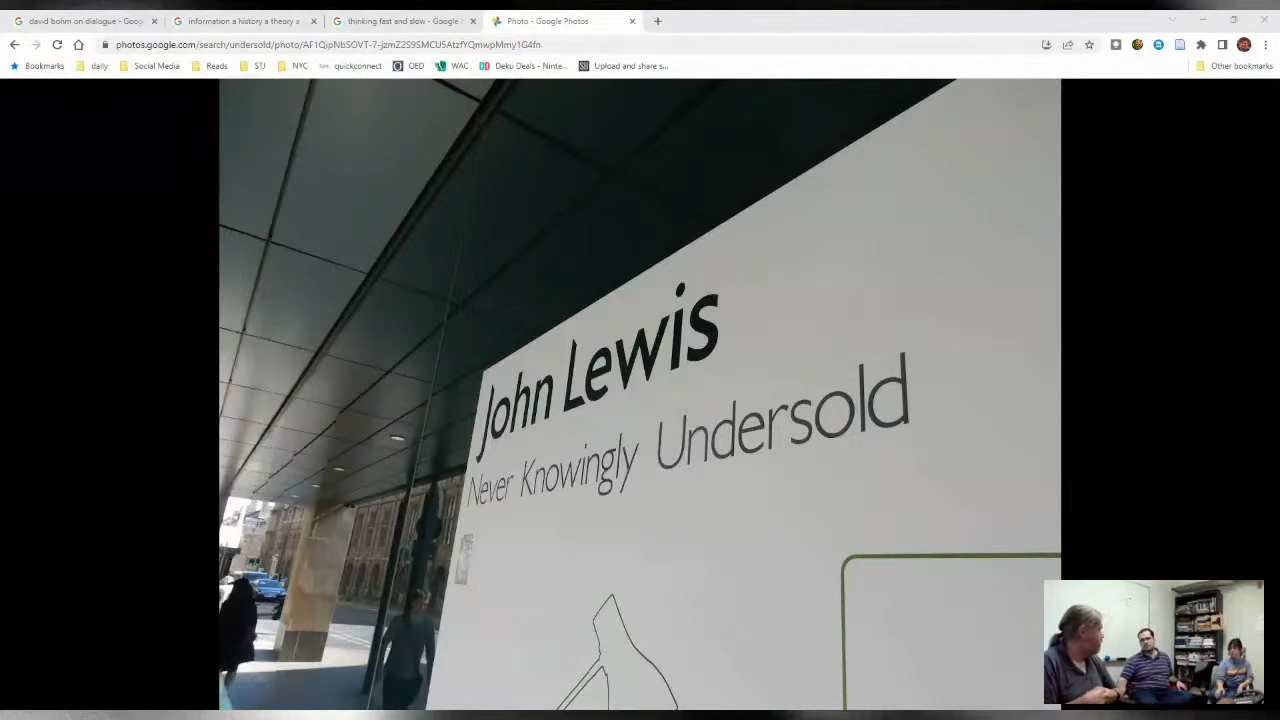 david bohm on dialogue - Goog
information a history a theory a
thinking fast and slow - Google S
Photo - Google Photos
photos.google.com/search/undersold/photo/AF1QipNbSOVT-7-jzmZ2S9SMCU5AtzfYQmwpMmy1G4fn
Bookmarks
daily
Social Media
Reads
STJ
NYC
quickconnect
OED
WAC
Deku Deals - Ninte...
Upload and share s...
Other bookmarks
John Lewis
Never Knowingly Undersold